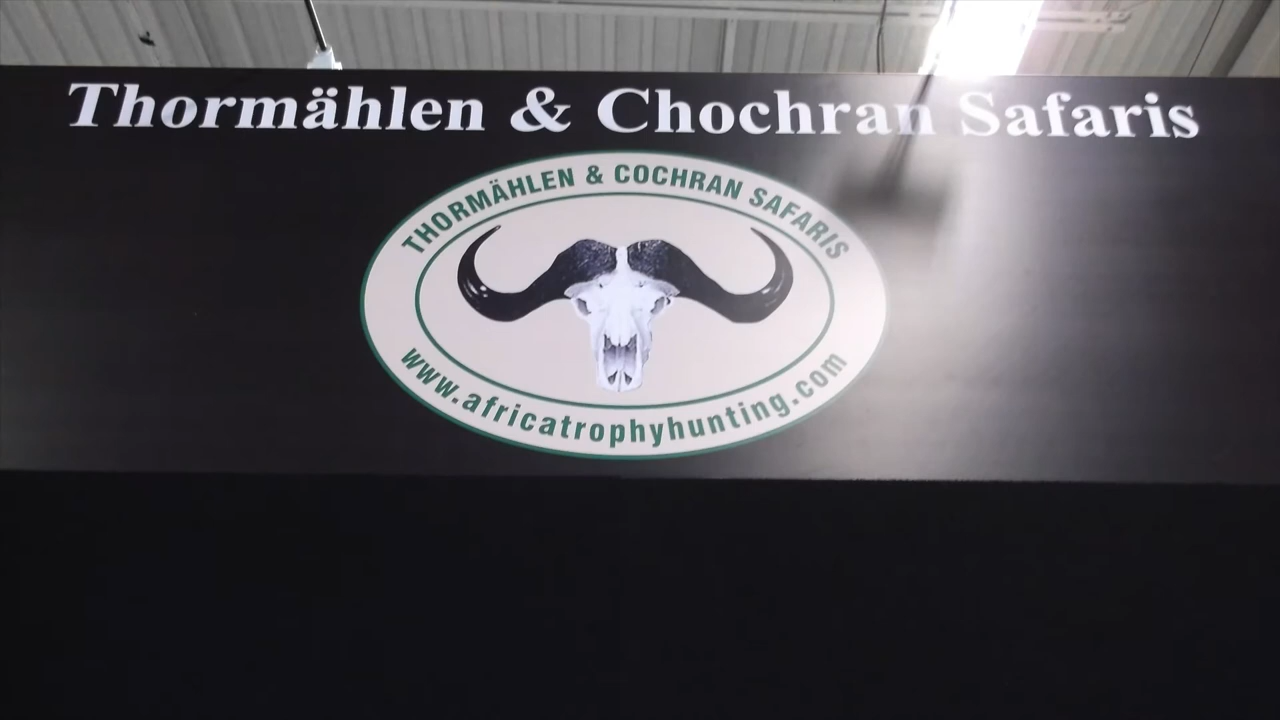 Thormählen & Chochran Safaris
THORMÄHLEN & COCHRAN SAFARIS
www.africatrophyhunting.com